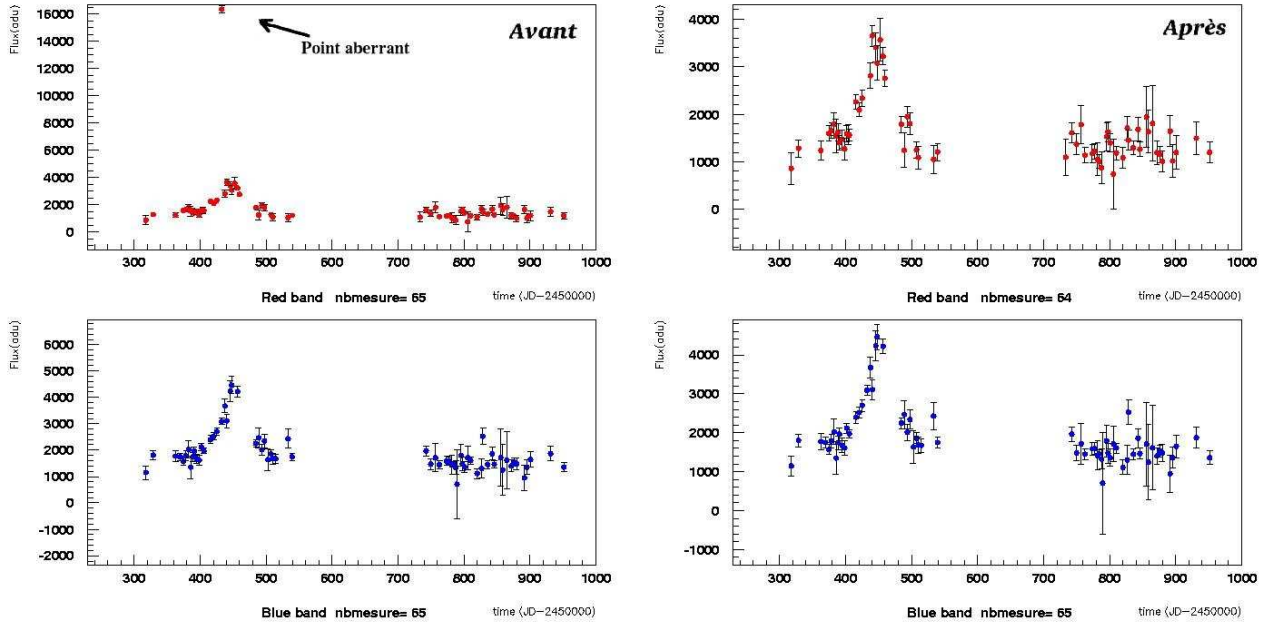 Flux(adu)
16000
14000
12000
10000
8000
6000
4000
2000
0
Avant
Point aberrant
300 400 500 600 700 800 900 1000
Red band nbmesure= 65
time (JD-2450000)
Flux(adu)
4000
3000
2000
1000
0
Après
300 400 500 600 700 800 900 1000
Red band nbmesure= 64
time (JD-2450000)
Flux(adu)
6000
5000
4000
3000
2000
1000
0
-1000
-2000
300 400 500 600 700 800 900 1000
Blue band nbmesure= 65
time (JD-2450000)
Flux(adu)
4000
3000
2000
1000
0
-1000
300 400 500 600 700 800 900 1000
Blue band nbmesure= 65
time (JD-2450000)